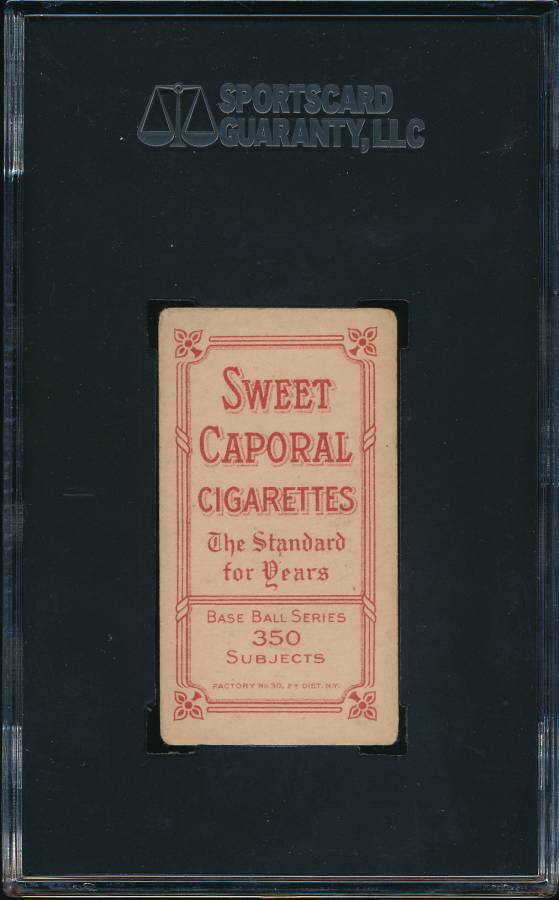 SPORTSCARD
GUARANTY, LLC
SWEET
CAPORAL
CIGARETTES
The Standard
for Years
BASE BALL SERIES
350
SUBJECTS
FACTORY No 30, 2d DIST. N.Y.